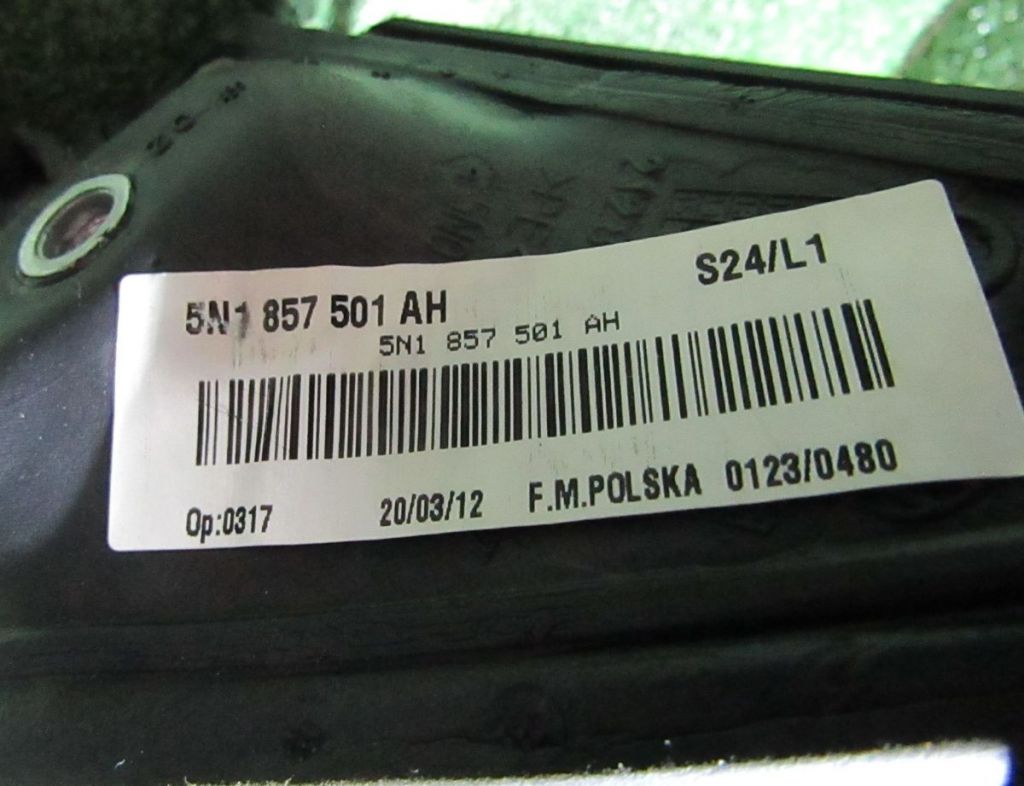 S24/L1
5N1 857 501 AH
5N1 857 501 AH
Op:0317 20/03/12 F.M.POLSKA 0123/0480